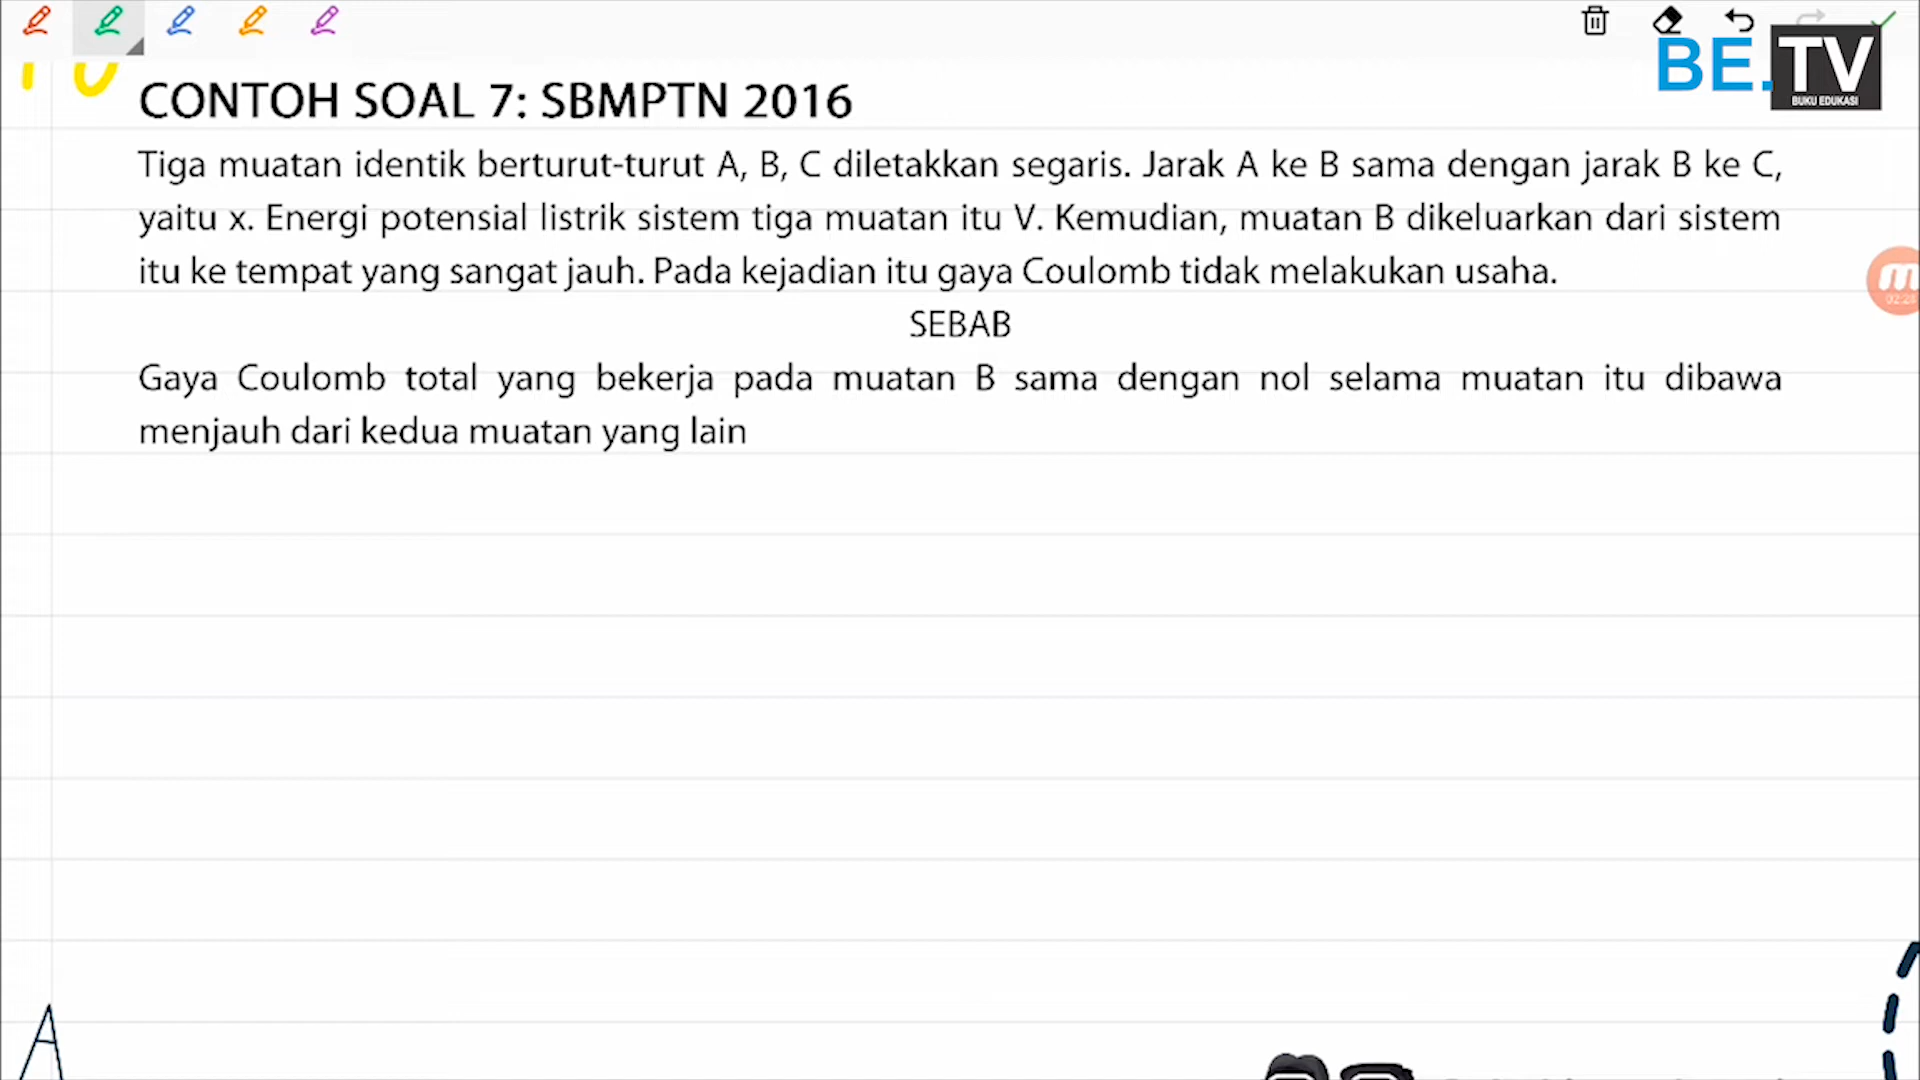 BE.TV
BUKU EDUKASI
CONTOH SOAL 7: SBMPTN 2016
Tiga muatan identik berturut-turut A, B, C diletakkan segaris. Jarak A ke B sama dengan jarak B ke C,
yaitu x. Energi potensial listrik sistem tiga muatan itu V. Kemudian, muatan B dikeluarkan dari sistem
itu ke tempat yang sangat jauh. Pada kejadian itu gaya Coulomb tidak melakukan usaha.
02:28
SEBAB
Gaya Coulomb total yang bekerja pada muatan B sama dengan nol selama muatan itu dibawa
menjauh dari kedua muatan yang lain
A